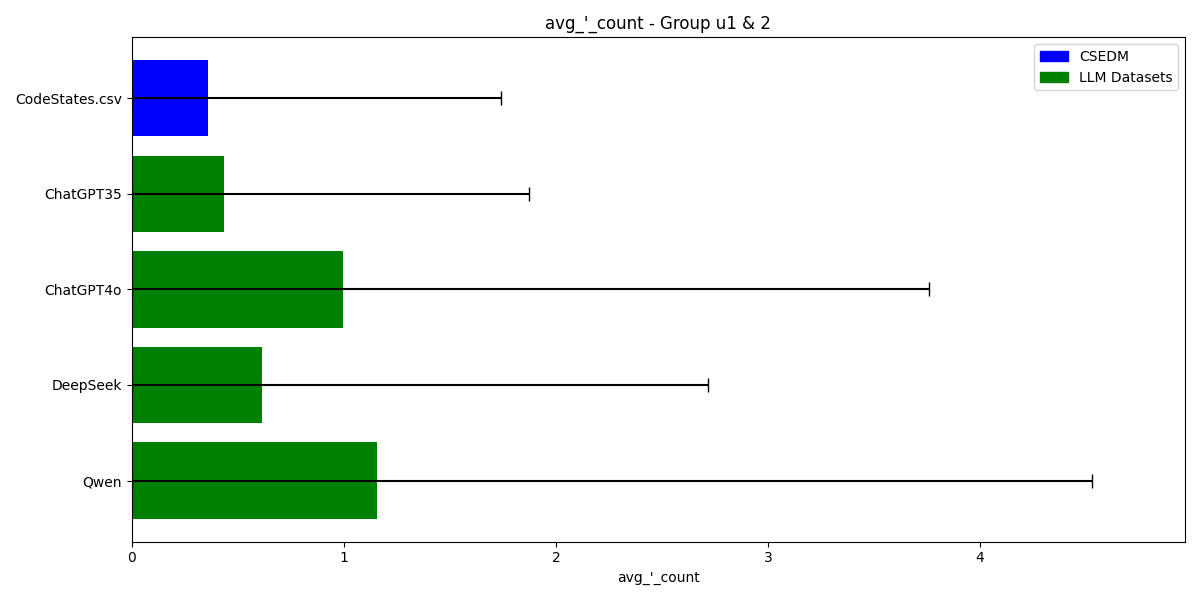 avg_'_count - Group u1 & 2
CSEDM
LLM Datasets
CodeStates.csv
ChatGPT35
ChatGPT4o
DeepSeek
Qwen
0 1 2 3 4
avg_'_count